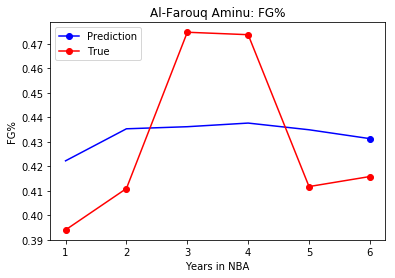 Al-Farouq Aminu: FG%
Prediction
True
0.47
0.46
0.45
0.44
0.43
0.42
0.41
0.40
0.39
FG%
1 2 3 4 5 6
Years in NBA